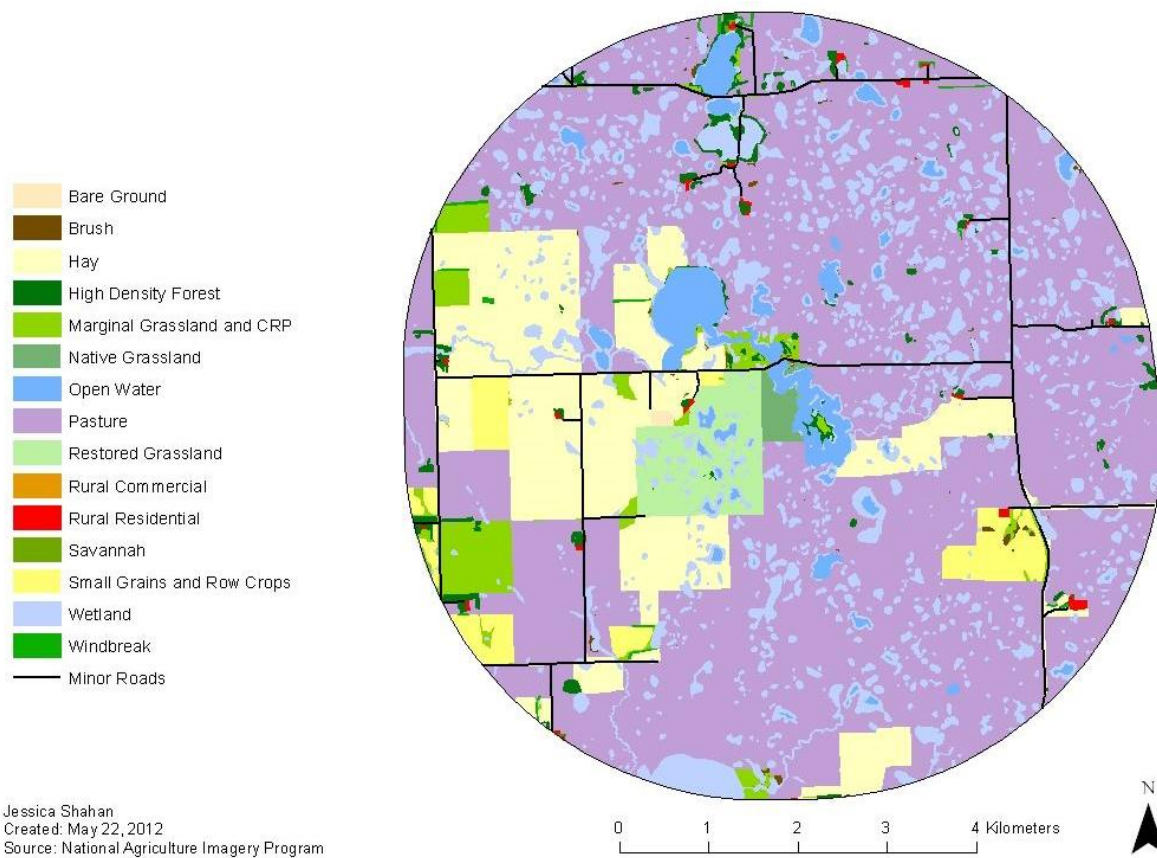 Bare Ground
Brush
Hay
High Density Forest
Marginal Grassland and CRP
Native Grassland
Open Water
Pasture
Restored Grassland
Rural Commercial
Rural Residential
Savannah
Small Grains and Row Crops
Wetland
Windbreak
Minor Roads
Jessica Shahan
Created: May 22, 2012
Source: National Agriculture Imagery Program
0 1 2 3 4 Kilometers
N